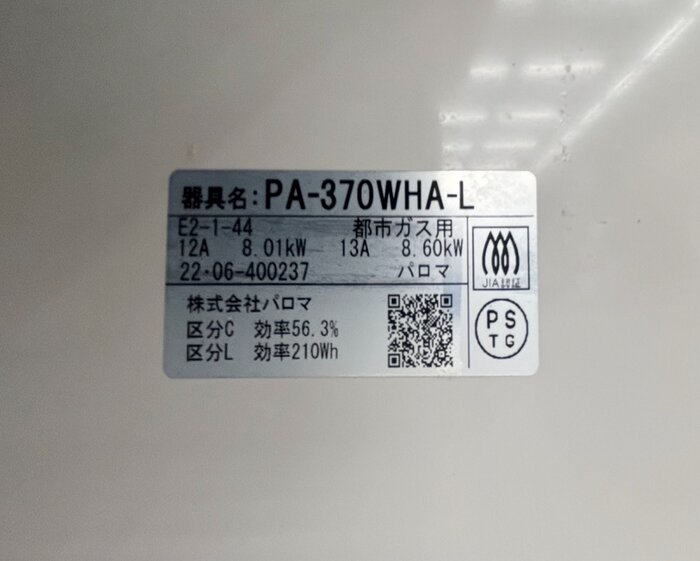 器具名: PA-370WHA-L
E2-1-44 都市ガス用
12A 8.01kW 13A 8.60kW
22・06-400237 パロマ
JIA認証
株式会社パロマ
区分C 効率56.3%
区分L 効率210Wh
PS
TG